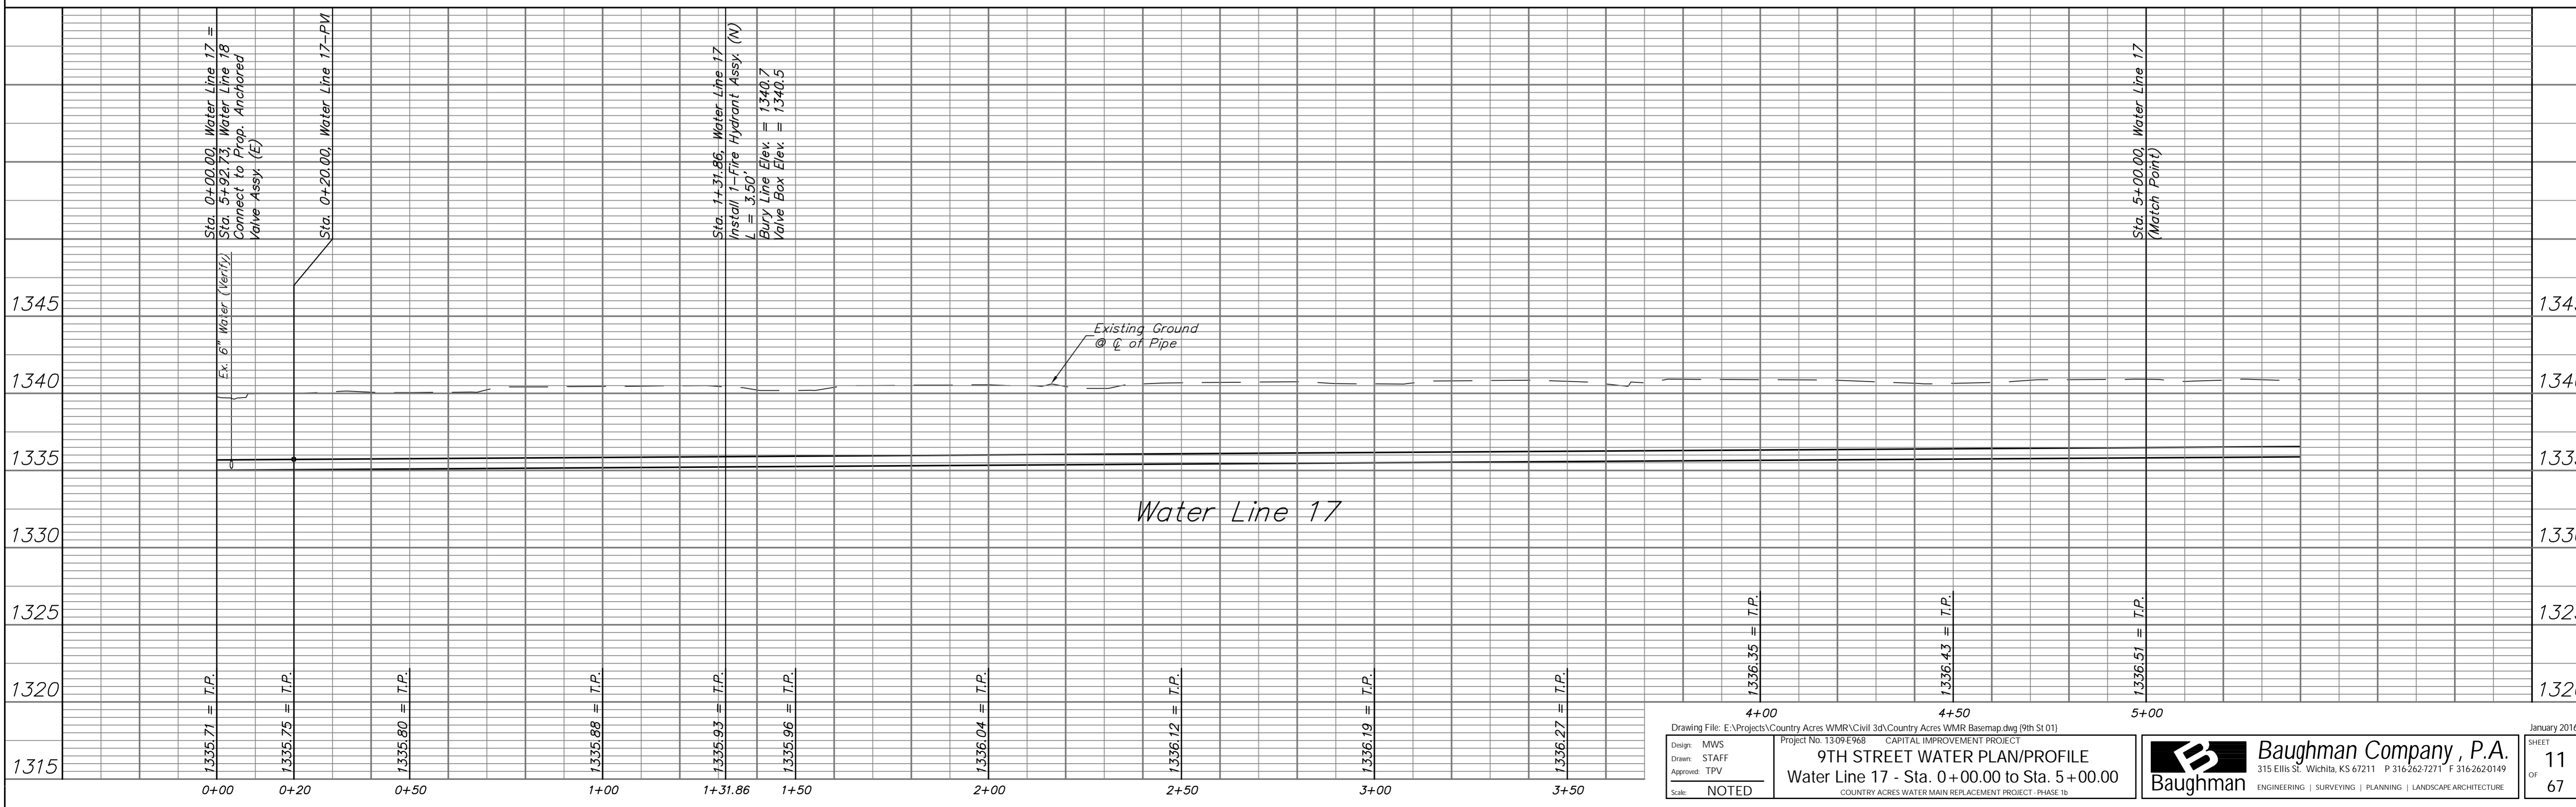 Sta. 0+00.00, Water Line 17 =
Sta. 5+92.73, Water Line 18
Connect to Prop. Anchored
Valve Assy. (E)
Sta. 0+20.00, Water Line 17-PVI
Sta. 1+31.86, Water Line 17
Install 1-Fire Hydrant Assy. (N)
L = 3.50'
Bury Line Elev. = 1340.7
Valve Box Elev. = 1340.5
Sta. 5+00.00, Water Line 17
(Match Point)
Ex. 6" Water (Verify)
Existing Ground
@ ℄ of Pipe
Water Line 17
1345
1340
1335
1330
1325
1320
1315
1335.71 = T.P.
1335.75 = T.P.
1335.80 = T.P.
1335.88 = T.P.
1335.93 = T.P.
1335.96 = T.P.
1336.04 = T.P.
1336.12 = T.P.
1336.19 = T.P.
1336.27 = T.P.
1336.35 = T.P.
1336.43 = T.P.
1336.51 = T.P.
0+00
0+20
0+50
1+00
1+31.86
1+50
2+00
2+50
3+00
3+50
4+00
4+50
5+00
Drawing File: E:\Projects\Country Acres WMR\Civil 3d\Country Acres WMR Basemap.dwg (9th St 01)
Design: MWS
Drawn: STAFF
Approved: TPV
Scale: NOTED
Project No. 13-09-E968 CAPITAL IMPROVEMENT PROJECT
9TH STREET WATER PLAN/PROFILE
Water Line 17 - Sta. 0+00.00 to Sta. 5+00.00
COUNTRY ACRES WATER MAIN REPLACEMENT PROJECT - PHASE 1b
Baughman
Baughman Company, P.A.
315 Ellis St. Wichita, KS 67211 P 316-262-7271 F 316-262-0149
ENGINEERING | SURVEYING | PLANNING | LANDSCAPE ARCHITECTURE
January 2016
SHEET
11
OF
67